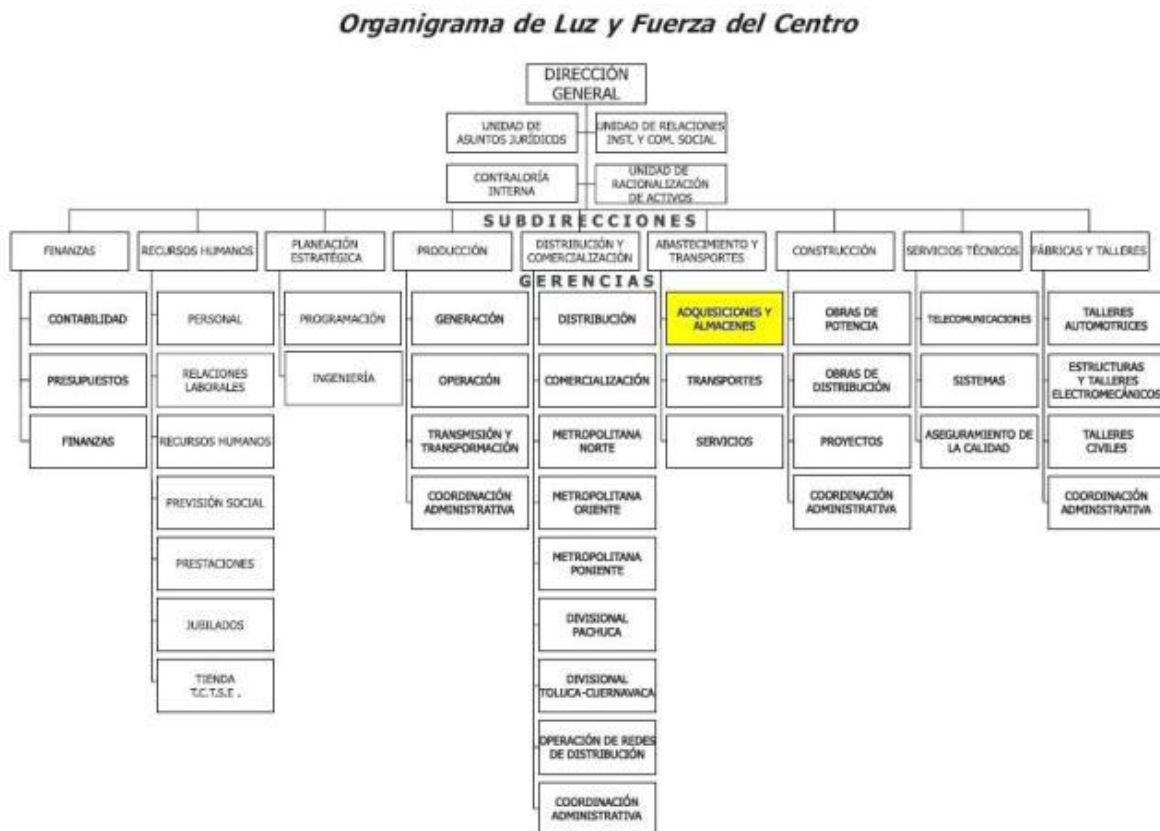 Organigrama de Luz y Fuerza del Centro
DIRECCIÓN
GENERAL
UNIDAD DE
ASUNTOS JURÍDICOS
UNIDAD DE RELACIONES
INST. Y COM. SOCIAL
CONTRALORÍA
INTERNA
UNIDAD DE
RACIONALIZACIÓN
DE ACTIVOS
SUBDIRECCIONES
FINANZAS
RECURSOS HUMANOS
PLANEACIÓN
ESTRATÉGICA
PRODUCCIÓN
DISTRIBUCIÓN Y
COMERCIALIZACIÓN
ABASTECIMIENTO Y
TRANSPORTES
CONSTRUCCIÓN
SERVICIOS TÉCNICOS
FÁBRICAS Y TALLERES
GERENCIAS
CONTABILIDAD
PRESUPUESTOS
FINANZAS
PERSONAL
RELACIONES
LABORALES
RECURSOS HUMANOS
PREVISIÓN SOCIAL
PRESTACIONES
JUBILADOS
TIENDA
T.C.T.S.E .
PROGRAMACIÓN
INGENIERÍA
GENERACIÓN
OPERACIÓN
TRANSMISIÓN Y
TRANSFORMACIÓN
COORDINACIÓN
ADMINISTRATIVA
DISTRIBUCIÓN
COMERCIALIZACIÓN
METROPOLITANA
NORTE
METROPOLITANA
ORIENTE
METROPOLITANA
PONIENTE
DIVISIONAL
PACHUCA
DIVISIONAL
TOLUCA-CUERNAVACA
OPERACIÓN DE REDES
DE DISTRIBUCIÓN
COORDINACIÓN
ADMINISTRATIVA
ADQUISICIONES Y
ALMACENES
TRANSPORTES
SERVICIOS
OBRAS DE
POTENCIA
OBRAS DE
DISTRIBUCIÓN
PROYECTOS
COORDINACIÓN
ADMINISTRATIVA
TELECOMUNICACIONES
SISTEMAS
ASEGURAMIENTO DE
LA CALIDAD
TALLERES
AUTOMOTRICES
ESTRUCTURAS
Y TALLERES
ELECTROMECÁNICOS
TALLERES
CIVILES
COORDINACIÓN
ADMINISTRATIVA